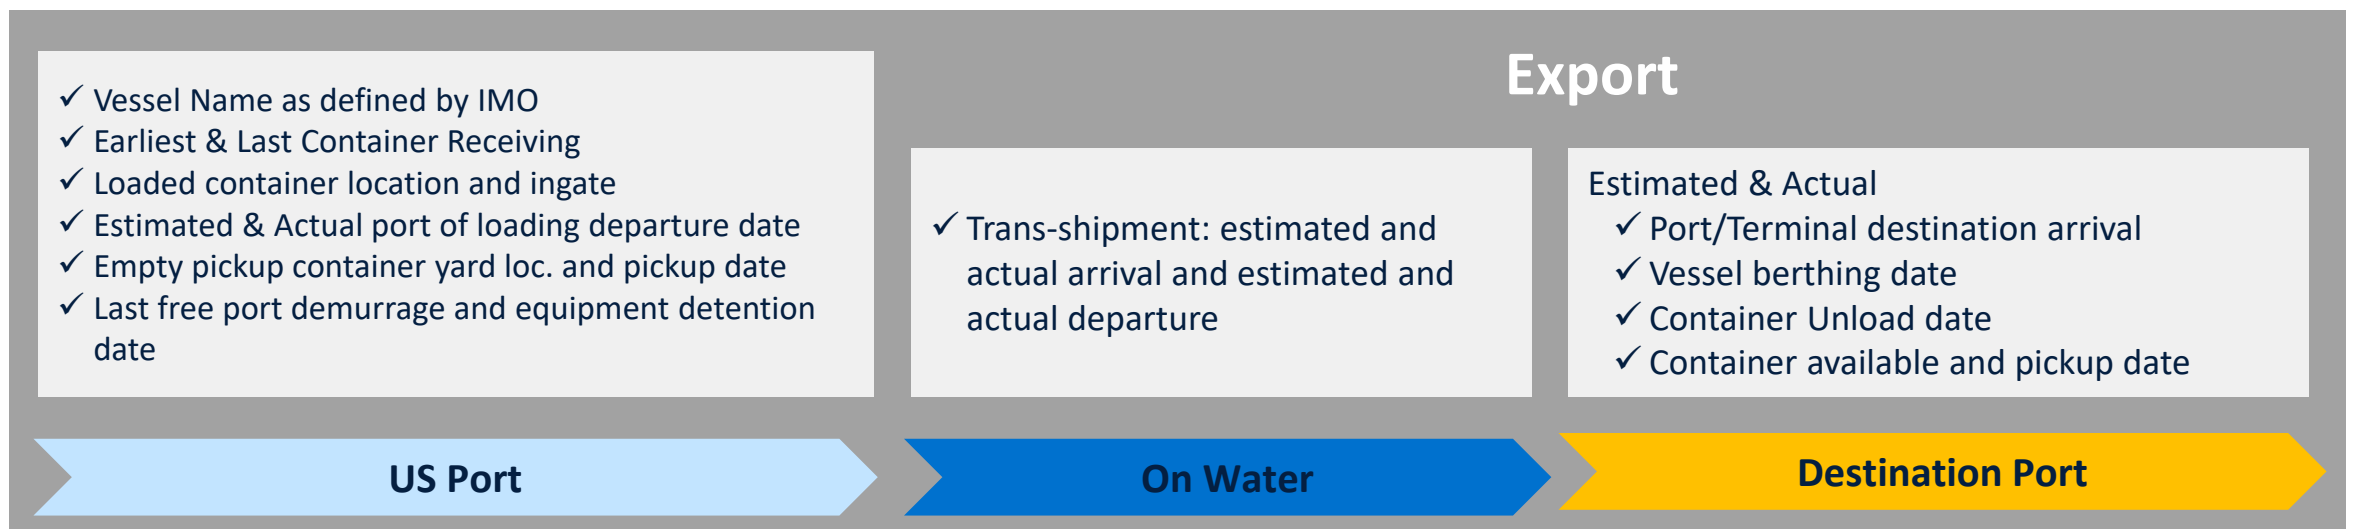 Export
✓ Vessel Name as defined by IMO
✓ Earliest & Last Container Receiving
✓ Loaded container location and ingate
✓ Estimated & Actual port of loading departure date
✓ Empty pickup container yard loc. and pickup date
✓ Last free port demurrage and equipment detention
date
✓ Trans-shipment: estimated and
actual arrival and estimated and
actual departure
Estimated & Actual
✓ Port/Terminal destination arrival
✓ Vessel berthing date
✓ Container Unload date
✓ Container available and pickup date
US Port
On Water
Destination Port